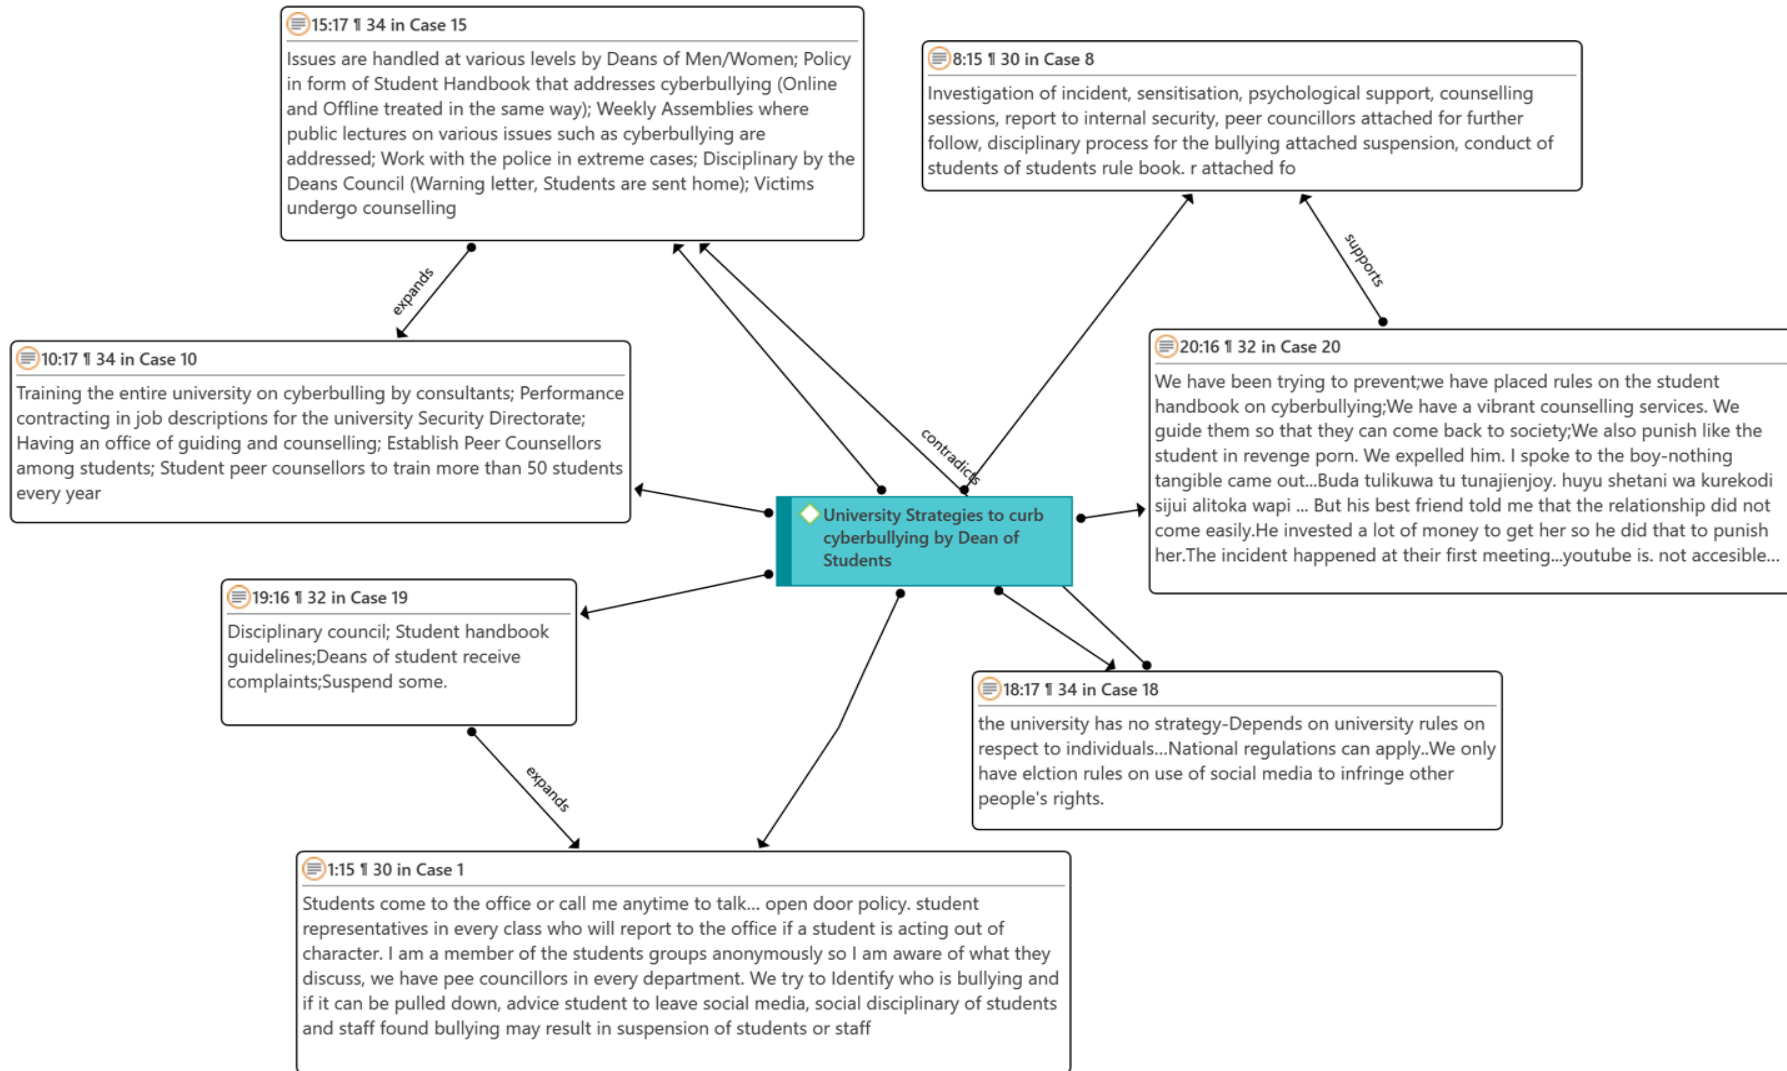 15:17 ¶ 34 in Case 15
Issues are handled at various levels by Deans of Men/Women; Policy
in form of Student Handbook that addresses cyberbullying (Online
and Offline treated in the same way); Weekly Assemblies where
public lectures on various issues such as cyberbullying are
addressed; Work with the police in extreme cases; Disciplinary by the
Deans Council (Warning letter, Students are sent home); Victims
undergo counselling
8:15 ¶ 30 in Case 8
Investigation of incident, sensitisation, psychological support, counselling
sessions, report to internal security, peer councillors attached for further
follow, disciplinary process for the bullying attached suspension, conduct of
students of students rule book. r attached fo
expands
supports
10:17 ¶ 34 in Case 10
Training the entire university on cyberbulling by consultants; Performance
contracting in job descriptions for the university Security Directorate;
Having an office of guiding and counselling; Establish Peer Counsellors
among students; Student peer counsellors to train more than 50 students
every year
20:16 ¶ 32 in Case 20
We have been trying to prevent;we have placed rules on the student
handbook on cyberbullying;We have a vibrant counselling services. We
guide them so that they can come back to society;We also punish like the
student in revenge porn. We expelled him. I spoke to the boy-nothing
tangible came out...Buda tulikuwa tu tunajienjoy. huyu shetani wa kurekodi
sijui alitoka wapi ... But his best friend told me that the relationship did not
come easily.He invested a lot of money to get her so he did that to punish
her.The incident happened at their first meeting...youtube is. not accesible...
contradicts
University Strategies to curb
cyberbullying by Dean of
Students
19:16 ¶ 32 in Case 19
Disciplinary council; Student handbook
guidelines;Deans of student receive
complaints;Suspend some.
18:17 ¶ 34 in Case 18
the university has no strategy-Depends on university rules on
respect to individuals...National regulations can apply..We only
have elction rules on use of social media to infringe other
people's rights.
expands
1:15 ¶ 30 in Case 1
Students come to the office or call me anytime to talk... open door policy. student
representatives in every class who will report to the office if a student is acting out of
character. I am a member of the students groups anonymously so I am aware of what they
discuss, we have pee councillors in every department. We try to Identify who is bullying and
if it can be pulled down, advice student to leave social media, social disciplinary of students
and staff found bullying may result in suspension of students or staff